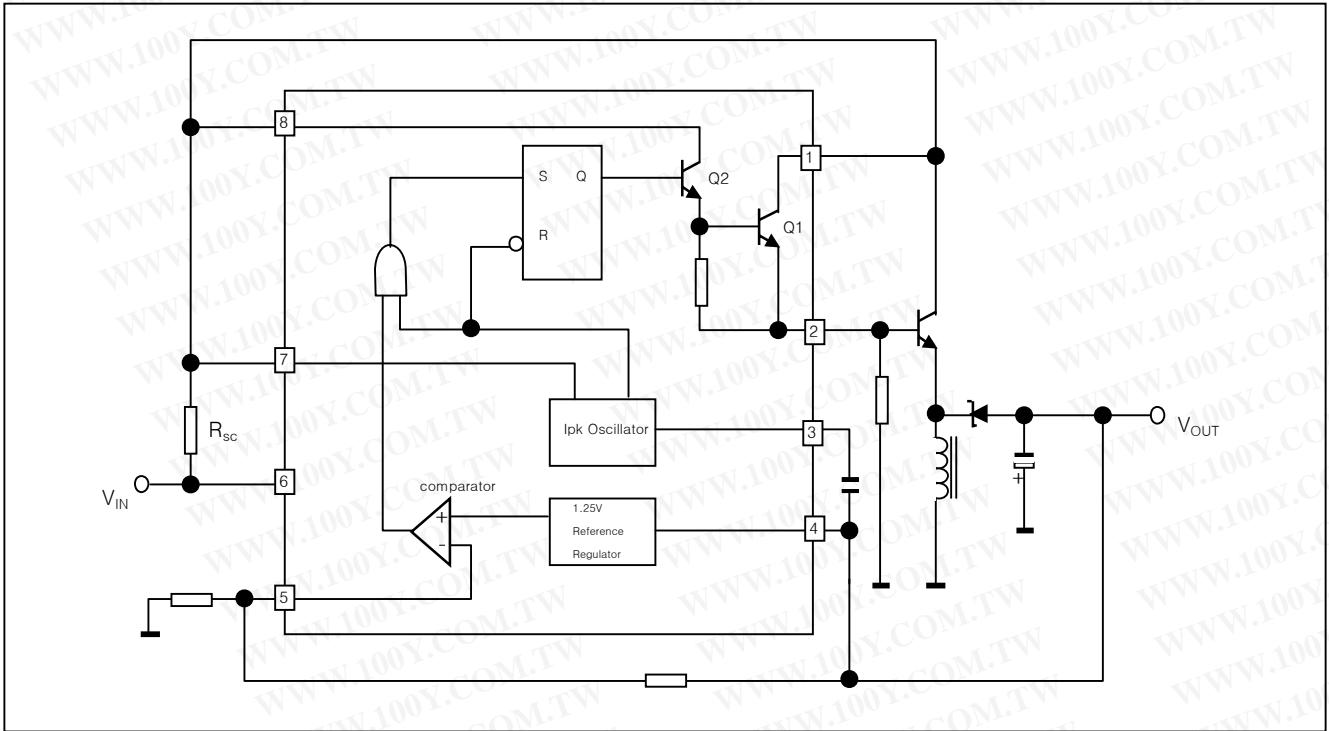 8
1
S Q
Q2
R
Q1
2
7
Ipk Oscillator
3
Rsc
6
VIN
VOUT
comparator
+
-
1.25V
Reference
Regulator
4
+
5
WWW.100Y.COM.TW